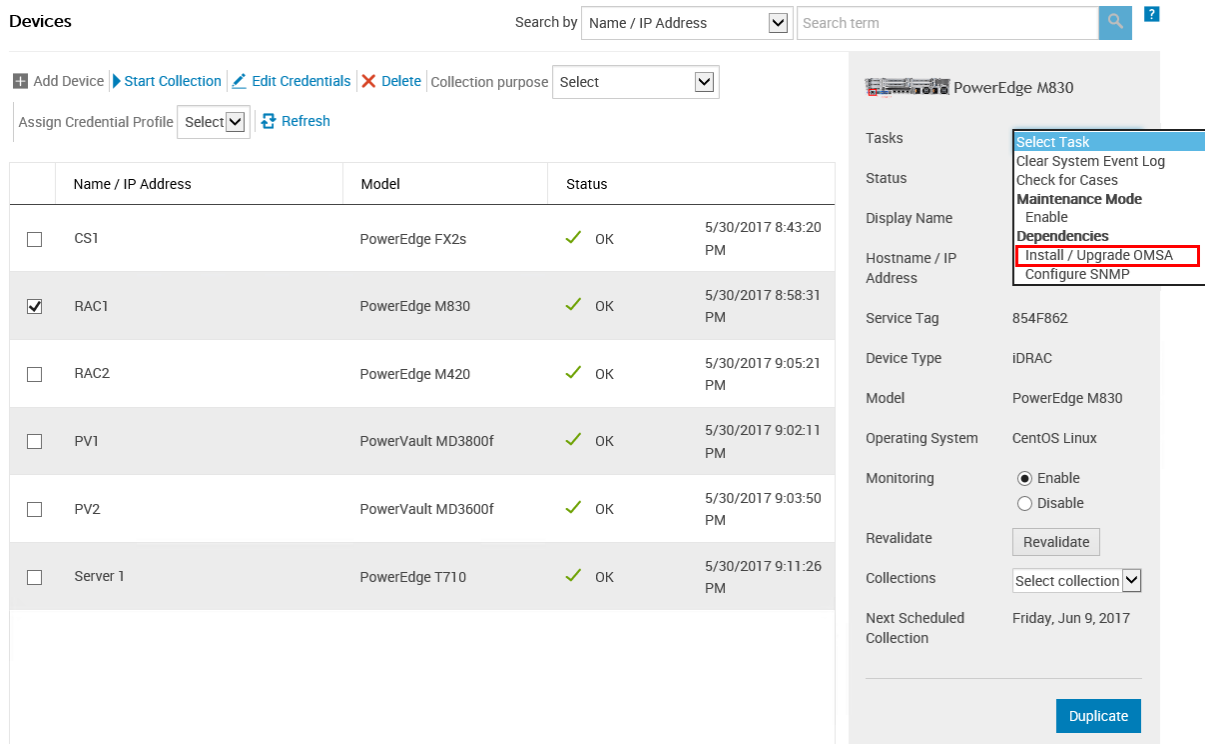 Devices
Search by Name / IP Address Search term ?
Add Device Start Collection Edit Credentials Delete Collection purpose Select
Assign Credential Profile Select Refresh
Name / IP Address Model Status
CS1 PowerEdge FX2s OK 5/30/2017 8:43:20
PM
RAC1 PowerEdge M830 OK 5/30/2017 8:58:31
PM
RAC2 PowerEdge M420 OK 5/30/2017 9:05:21
PM
PV1 PowerVault MD3800f OK 5/30/2017 9:02:11
PM
PV2 PowerVault MD3600f OK 5/30/2017 9:03:50
PM
Server 1 PowerEdge T710 OK 5/30/2017 9:11:26
PM
PowerEdge M830
Tasks
Select Task
Clear System Event Log
Check for Cases
Maintenance Mode
Enable
Dependencies
Install / Upgrade OMSA
Configure SNMP
Status
Display Name
Hostname / IP
Address
Service Tag 854F862
Device Type iDRAC
Model PowerEdge M830
Operating System CentOS Linux
Monitoring Enable
Disable
Revalidate Revalidate
Collections Select collection
Next Scheduled Friday, Jun 9, 2017
Collection
Duplicate